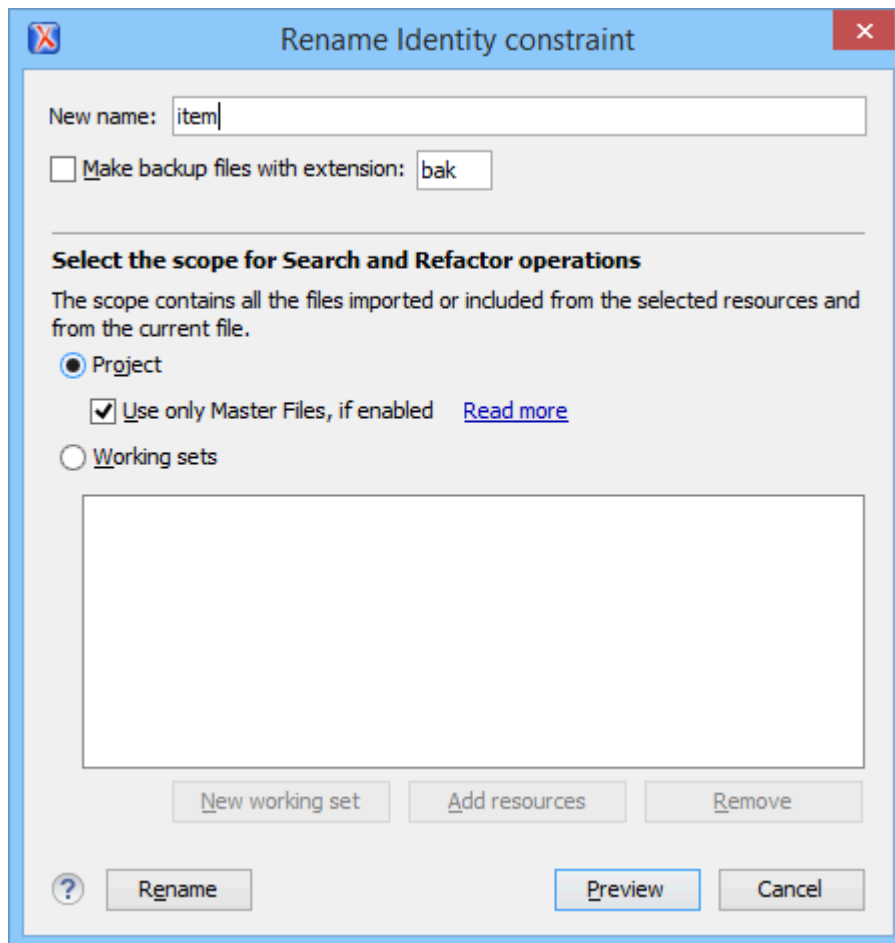 Rename Identity constraint
New name: item
Make backup files with extension: bak
Select the scope for Search and Refactor operations
The scope contains all the files imported or included from the selected resources and
from the current file.
Project
Use only Master Files, if enabled Read more
Working sets
New working set Add resources Remove
? Rename Preview Cancel